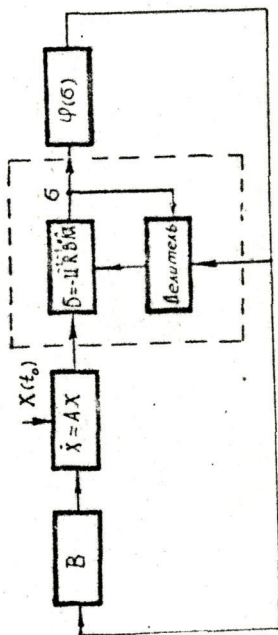 X(t₀)
B
Ẋ = AX
б
Делитель
φ(б)